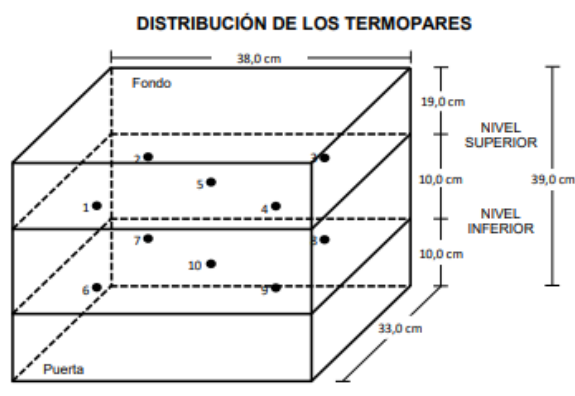 DISTRIBUCIÓN DE LOS TERMOPARES
38,0 cm
Fondo
19,0 cm
NIVEL
SUPERIOR
2
3
5
10,0 cm
39,0 cm
1
4
NIVEL
INFERIOR
7
8
10,0 cm
10
6
9
33,0 cm
Puerta